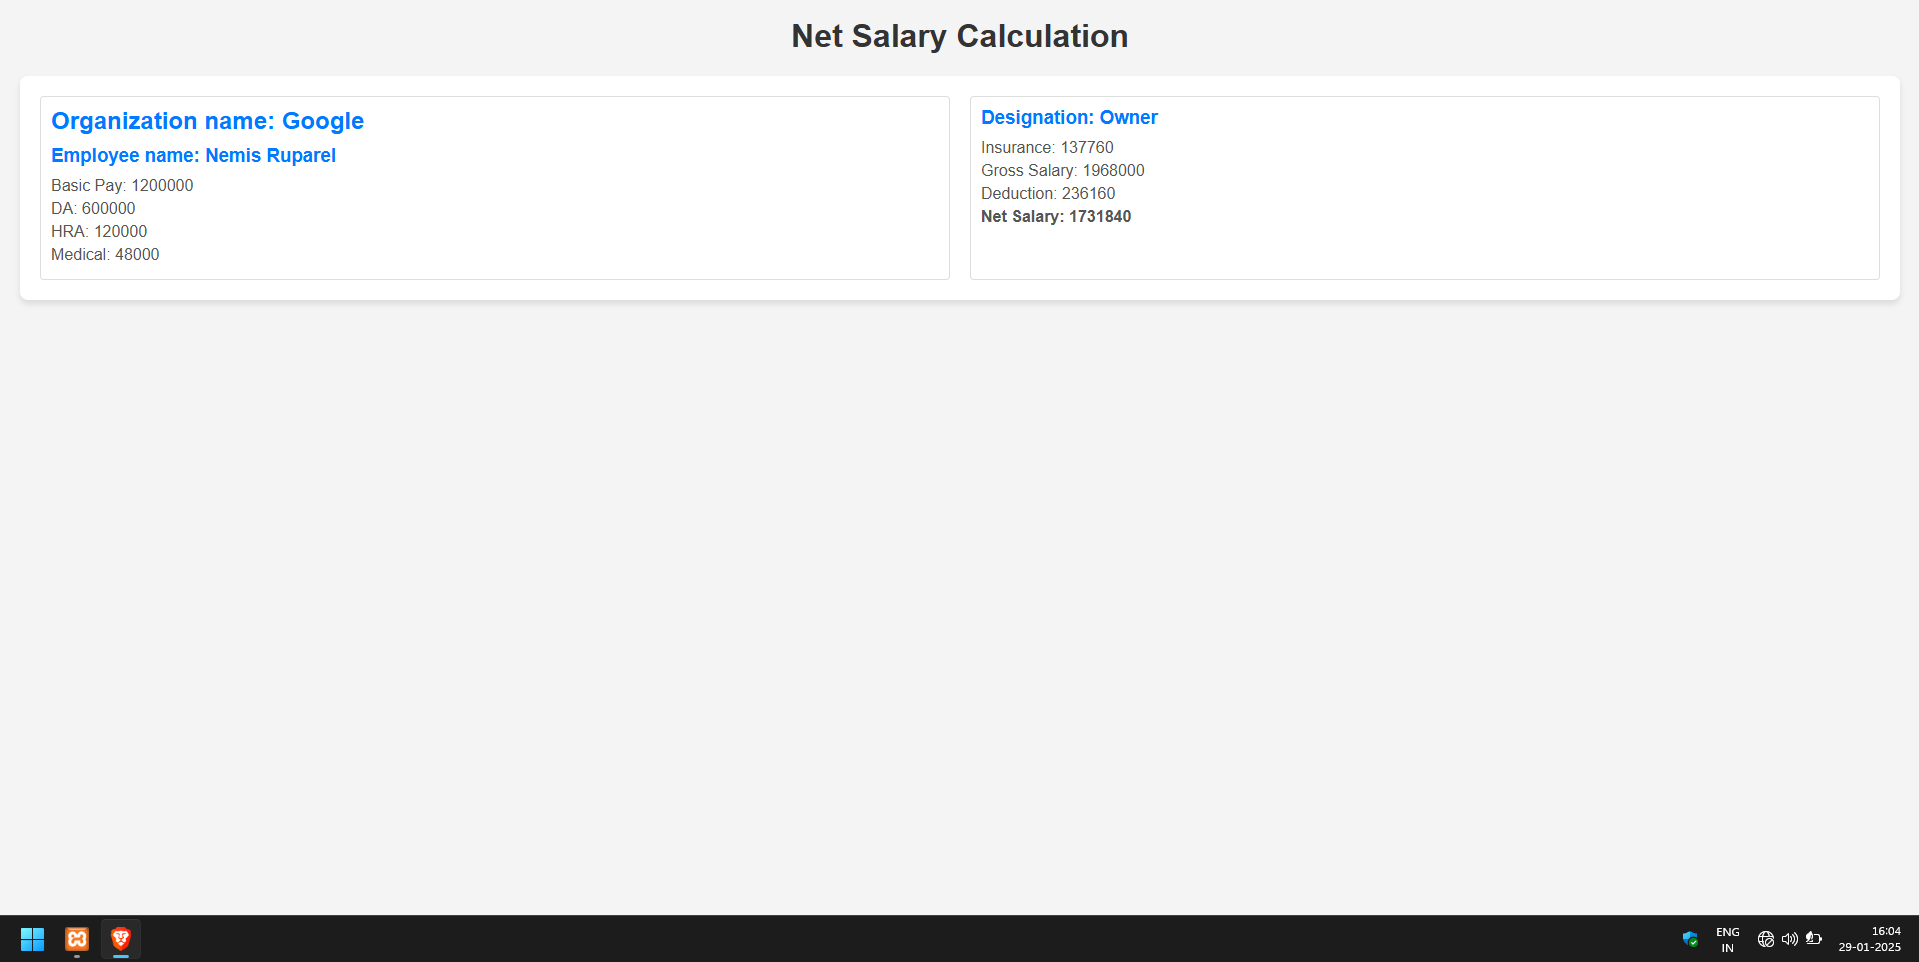 Net Salary Calculation
Organization name: Google
Employee name: Nemis Ruparel
Basic Pay: 1200000
DA: 600000
HRA: 120000
Medical: 48000
Designation: Owner
Insurance: 137760
Gross Salary: 1968000
Deduction: 236160
Net Salary: 1731840
ENG
IN
16:04
29-01-2025